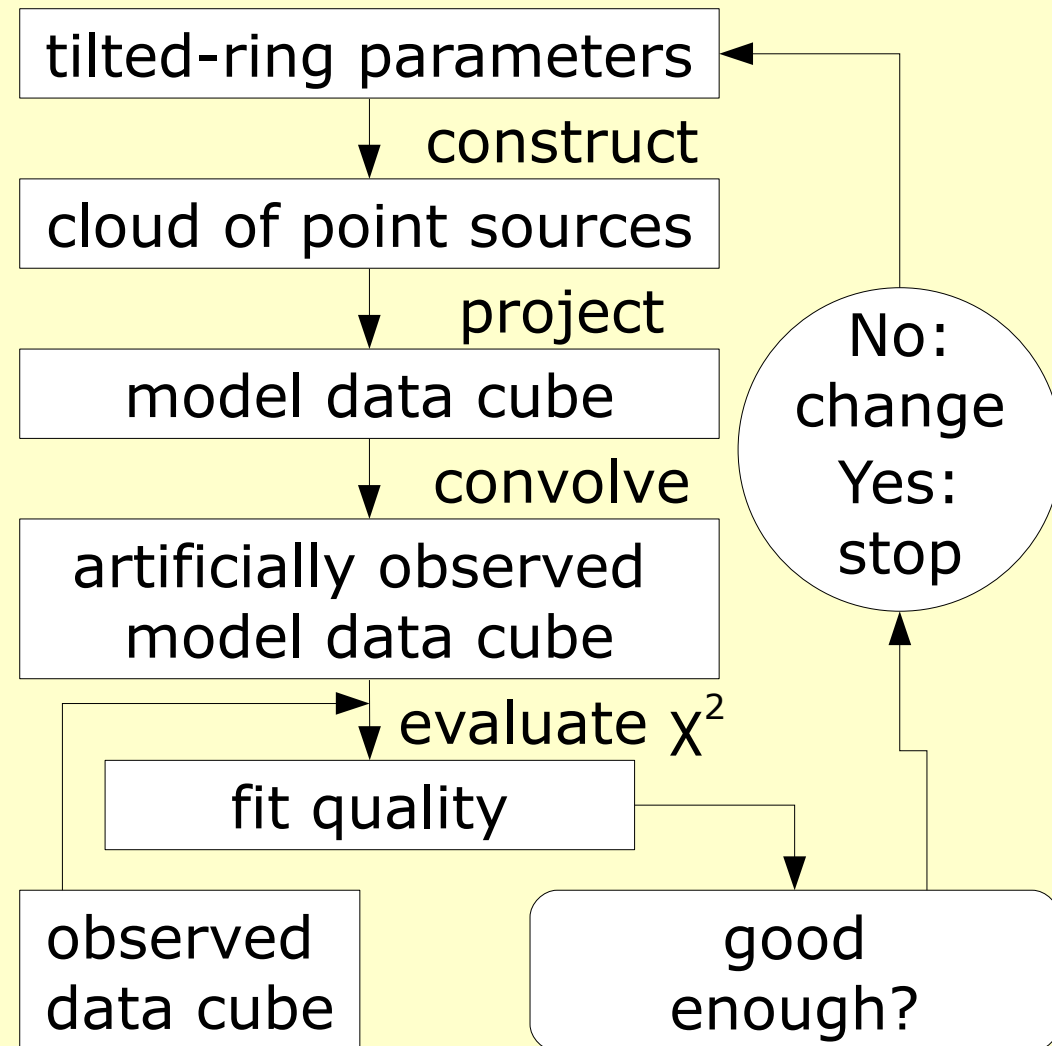 tilted-ring parameters
construct
cloud of point sources
project
model data cube
convolve
artificially observed
model data cube
evaluate χ²
fit quality
observed
data cube
good
enough?
No:
change
Yes:
stop